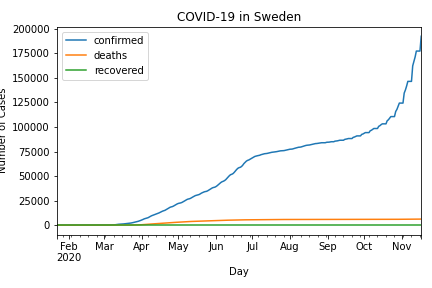 COVID-19 in Sweden
200000
175000
150000
125000
100000
75000
50000
25000
0
Number of Cases
confirmed
deaths
recovered
Feb Mar Apr May Jun Jul Aug Sep Oct Nov
2020
Day